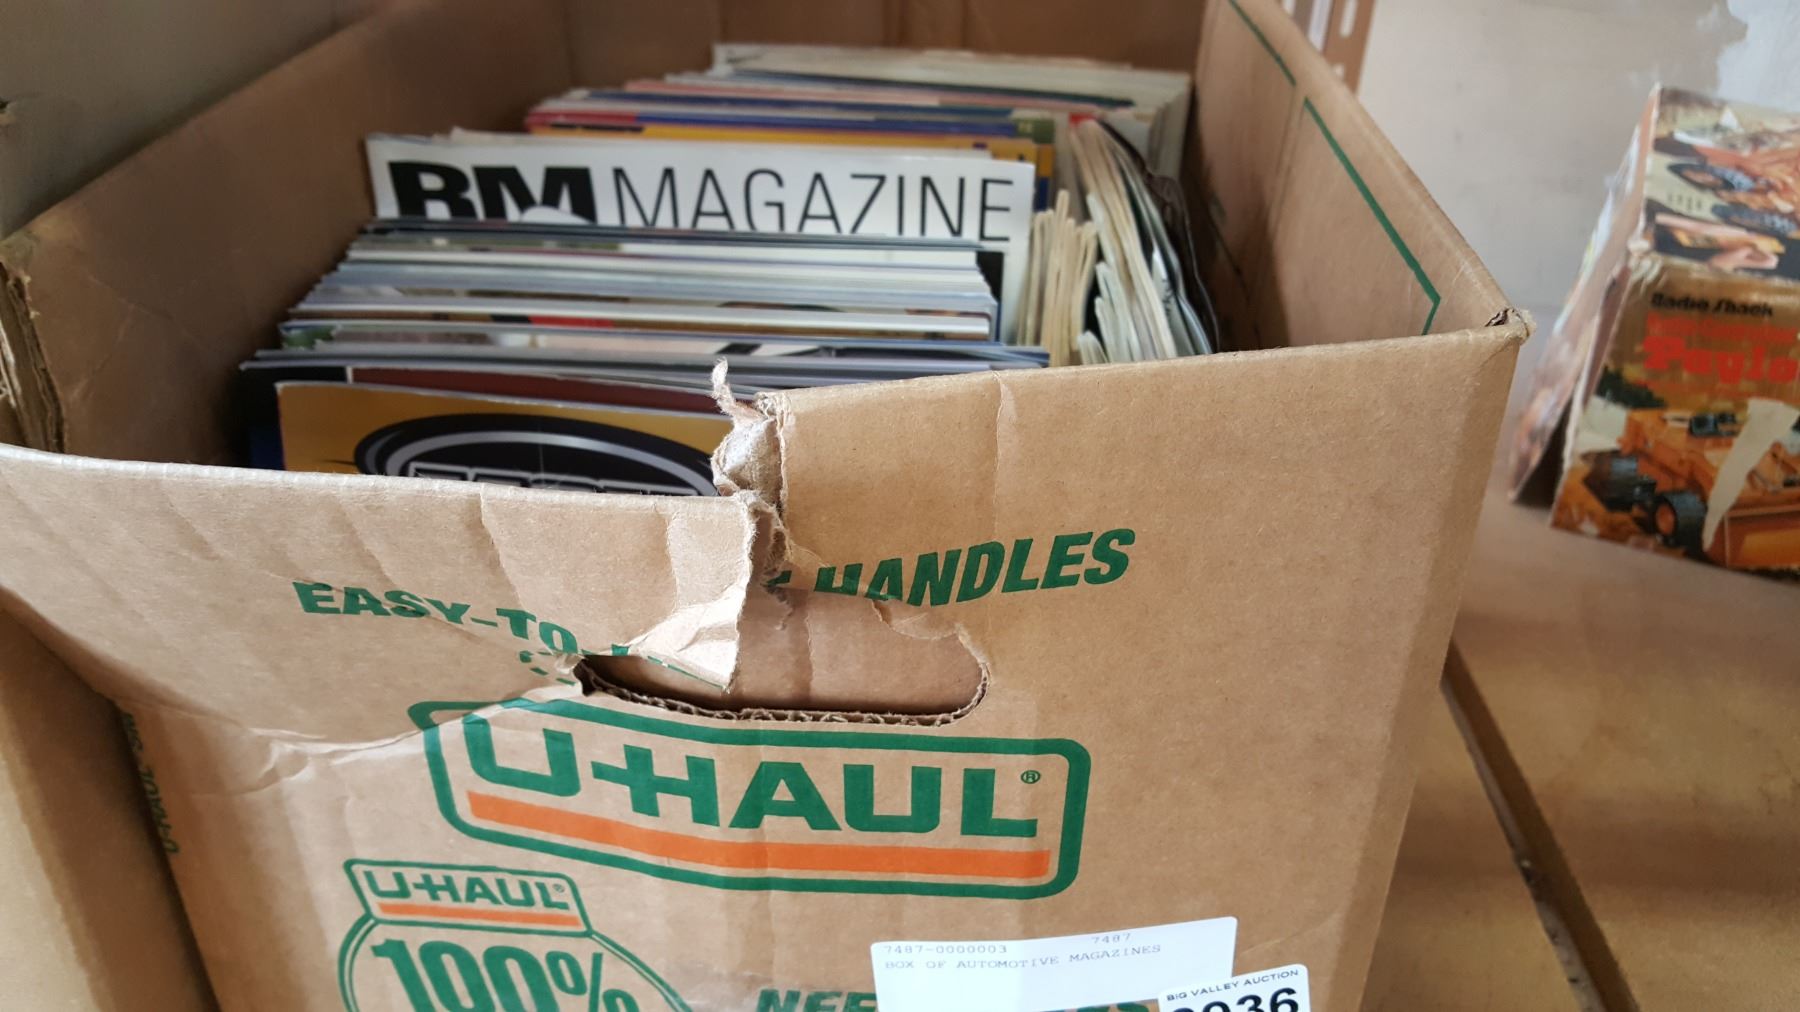 RM MAGAZINE
Radio Shack
EASY-TO- HANDLES
U-HAUL®
U-HAUL®
100%
7487-0000003 7487
BOX OF AUTOMOTIVE MAGAZINES
BIG VALLEY AUCTION